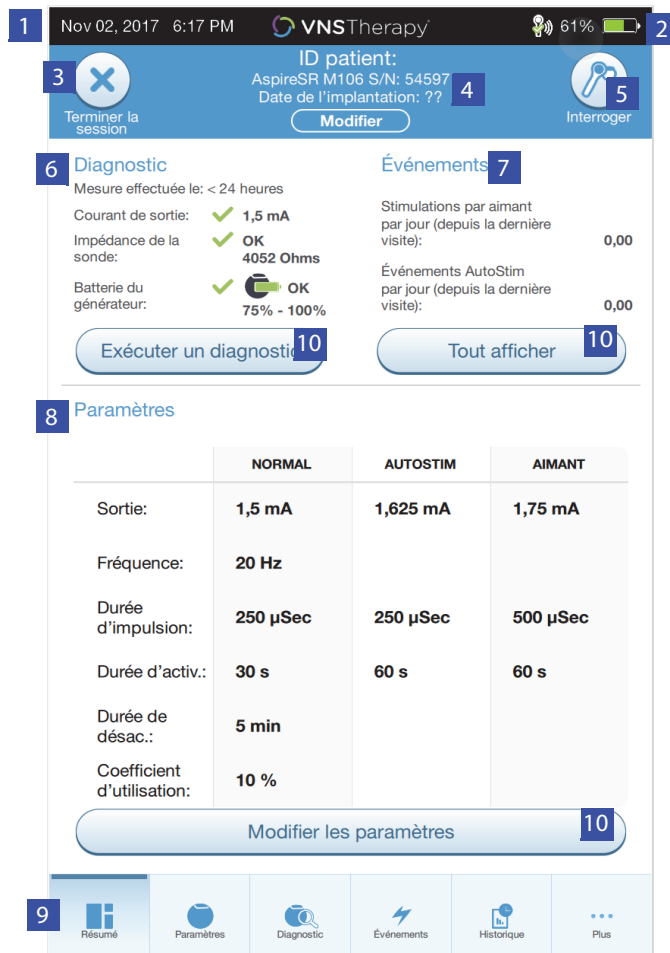 1
Nov 02, 2017 6:17 PM
VNSTherapy
61%
2
3
Terminer la
session
ID patient:
AspireSR M106 S/N: 54597
Date de l'implantation: ??
4
Modifier
5
Interroger
6
Diagnostic
Mesure effectuée le: < 24 heures
Courant de sortie: 1,5 mA
Impédance de la
sonde:
OK
4052 Ohms
Batterie du
générateur:
OK
75% - 100%
Exécuter un diagnostic
10
Événements
7
Stimulations par aimant
par jour (depuis la dernière
visite): 0,00
Événements AutoStim
par jour (depuis la dernière
visite): 0,00
Tout afficher
10
8
Paramètres
NORMAL AUTOSTIM AIMANT
Sortie: 1,5 mA 1,625 mA 1,75 mA
Fréquence: 20 Hz
Durée
d'impulsion: 250 µSec 250 µSec 500 µSec
Durée d'activ.: 30 s 60 s 60 s
Durée de
désac.: 5 min
Coefficient
d'utilisation: 10 %
Modifier les paramètres
10
9
Résumé Paramètres Diagnostic Événements Historique Plus